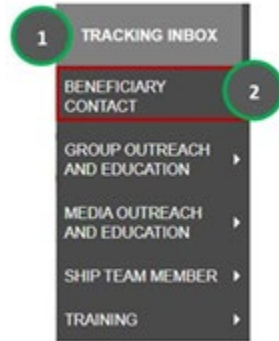 1 TRACKING INBOX
BENEFICIARY
CONTACT 2
GROUP OUTREACH
AND EDUCATION
MEDIA OUTREACH
AND EDUCATION
SHIP TEAM MEMBER
TRAINING